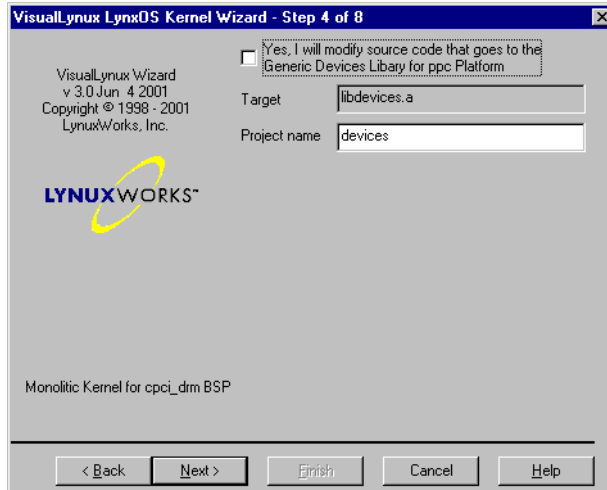 VisualLynux LynxOS Kernel Wizard - Step 4 of 8
Yes, I will modify source code that goes to the
Generic Devices Libary for ppc Platform
VisualLynux Wizard
v 3.0 Jun 4 2001
Copyright © 1998 - 2001
LynuxWorks, Inc.
Target
libdevices.a
Project name
devices
LYNUXWORKS™
Monolitic Kernel for cpci_drm BSP
< Back
Next >
Finish
Cancel
Help